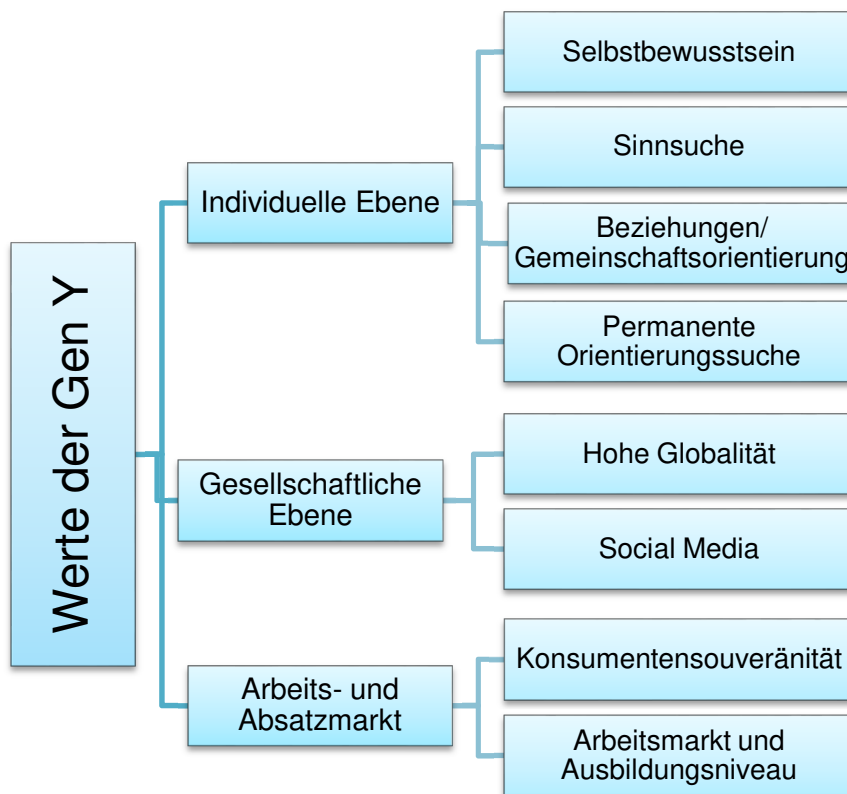 Werte der Gen Y
Individuelle Ebene
Selbstbewusstsein
Sinnsuche
Beziehungen/
Gemeinschaftsorientierung
Permanente
Orientierungssuche
Gesellschaftliche
Ebene
Hohe Globalität
Social Media
Arbeits- und
Absatzmarkt
Konsumentensouveränität
Arbeitsmarkt und
Ausbildungsniveau